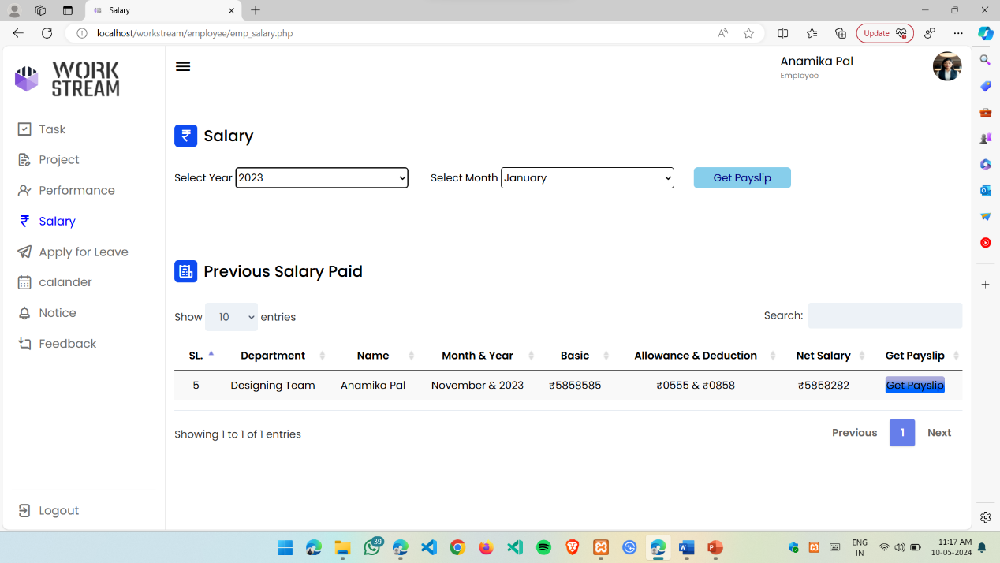 Salary
localhost/workstream/employee/emp_salary.php
Update
WORK
STREAM
Anamika Pal
Employee
Task
Project
Performance
Salary
Apply for Leave
calander
Notice
Feedback
Logout
₹ Salary
Select Year 2023 Select Month January Get Payslip
Previous Salary Paid
Show 10 entries Search:
SL. Department Name Month & Year Basic Allowance & Deduction Net Salary Get Payslip
5 Designing Team Anamika Pal November & 2023 ₹5858585 ₹0555 & ₹0858 ₹5858282 Get Payslip
Showing 1 to 1 of 1 entries Previous 1 Next
39
ENG
IN
11:17 AM
10-05-2024